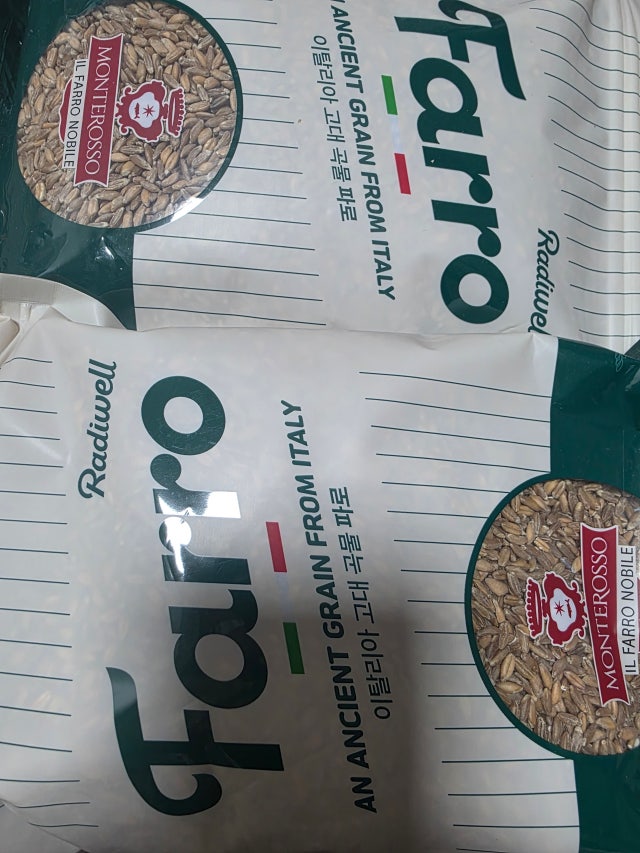 Radiwell
Farro
AN ANCIENT GRAIN FROM ITALY
이탈리아 고대 곡물 파로
MONTEROSSO
IL FARRO NOBILE
Radiwel
Farro
ANCIENT GRAIN FROM ITALY
이탈리아 고대 곡물 파로
MONTEROSSO
IL FARRO NOBILE